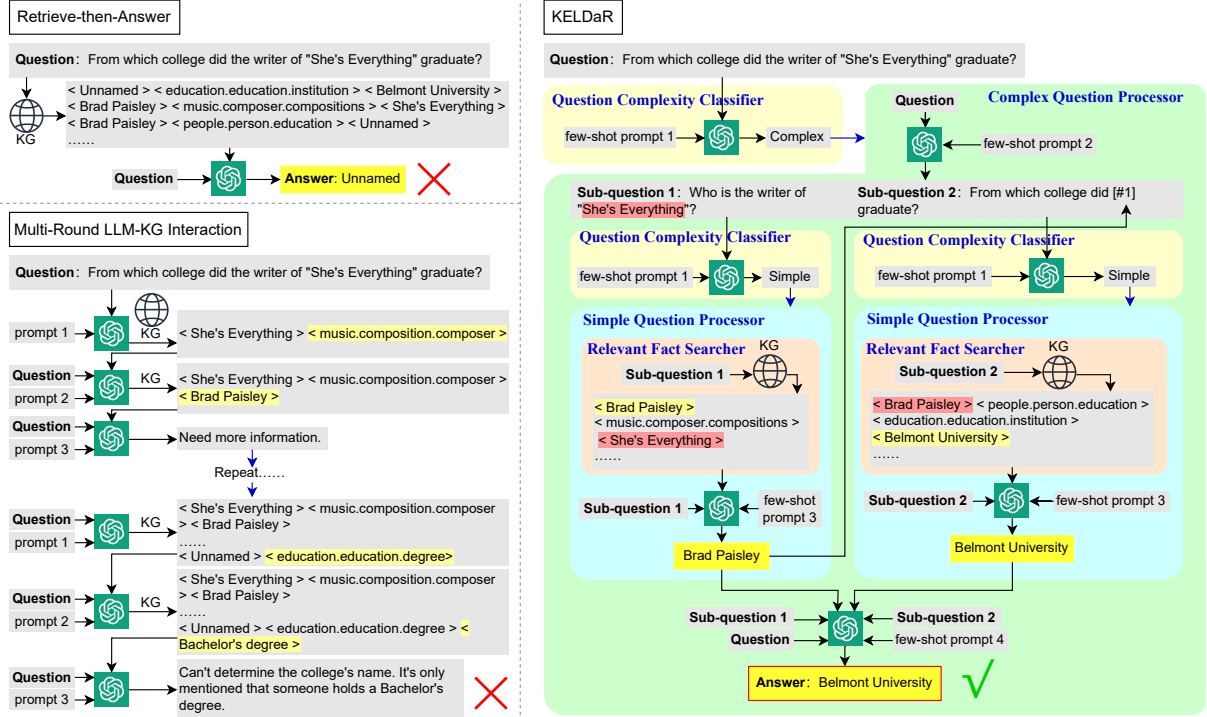 Retrieve-then-Answer
Question: From which college did the writer of "She's Everything" graduate?
KG
< Unnamed > < education.education.institution > < Belmont University >
< Brad Paisley > < music.composer.compositions > < She's Everything >
< Brad Paisley > < people.person.education > < Unnamed >
......
Question
Answer: Unnamed
Multi-Round LLM-KG Interaction
Question: From which college did the writer of "She's Everything" graduate?
prompt 1
KG
< She's Everything > < music.composition.composer >
Question
prompt 2
KG
< She's Everything > < music.composition.composer >
< Brad Paisley >
Question
prompt 3
Need more information.
Repeat......
Question
prompt 1
KG
< She's Everything > < music.composition.composer
> < Brad Paisley >
......
< Unnamed > < education.education.degree>
Question
prompt 2
KG
< She's Everything > < music.composition.composer
> < Brad Paisley >
......
< Unnamed > < education.education.degree > <
Bachelor's degree >
Question
prompt 3
Can't determine the college's name. It's only
mentioned that someone holds a Bachelor's
degree.
KELDaR
Question: From which college did the writer of "She's Everything" graduate?
Question Complexity Classifier
few-shot prompt 1
Complex
Complex Question Processor
Question
few-shot prompt 2
Sub-question 1: Who is the writer of
"She's Everything"?
Sub-question 2: From which college did [#1]
graduate?
Question Complexity Classifier
few-shot prompt 1
Simple
Question Complexity Classifier
few-shot prompt 1
Simple
Simple Question Processor
Relevant Fact Searcher
KG
Sub-question 1
< Brad Paisley >
< music.composer.compositions >
< She's Everything >
......
Sub-question 1
few-shot
prompt 3
Brad Paisley
Simple Question Processor
Relevant Fact Searcher
KG
Sub-question 2
< Brad Paisley > < people.person.education >
< education.education.institution >
< Belmont University >
......
Sub-question 2
few-shot prompt 3
Belmont University
Sub-question 1
Sub-question 2
Question
few-shot prompt 4
Answer: Belmont University